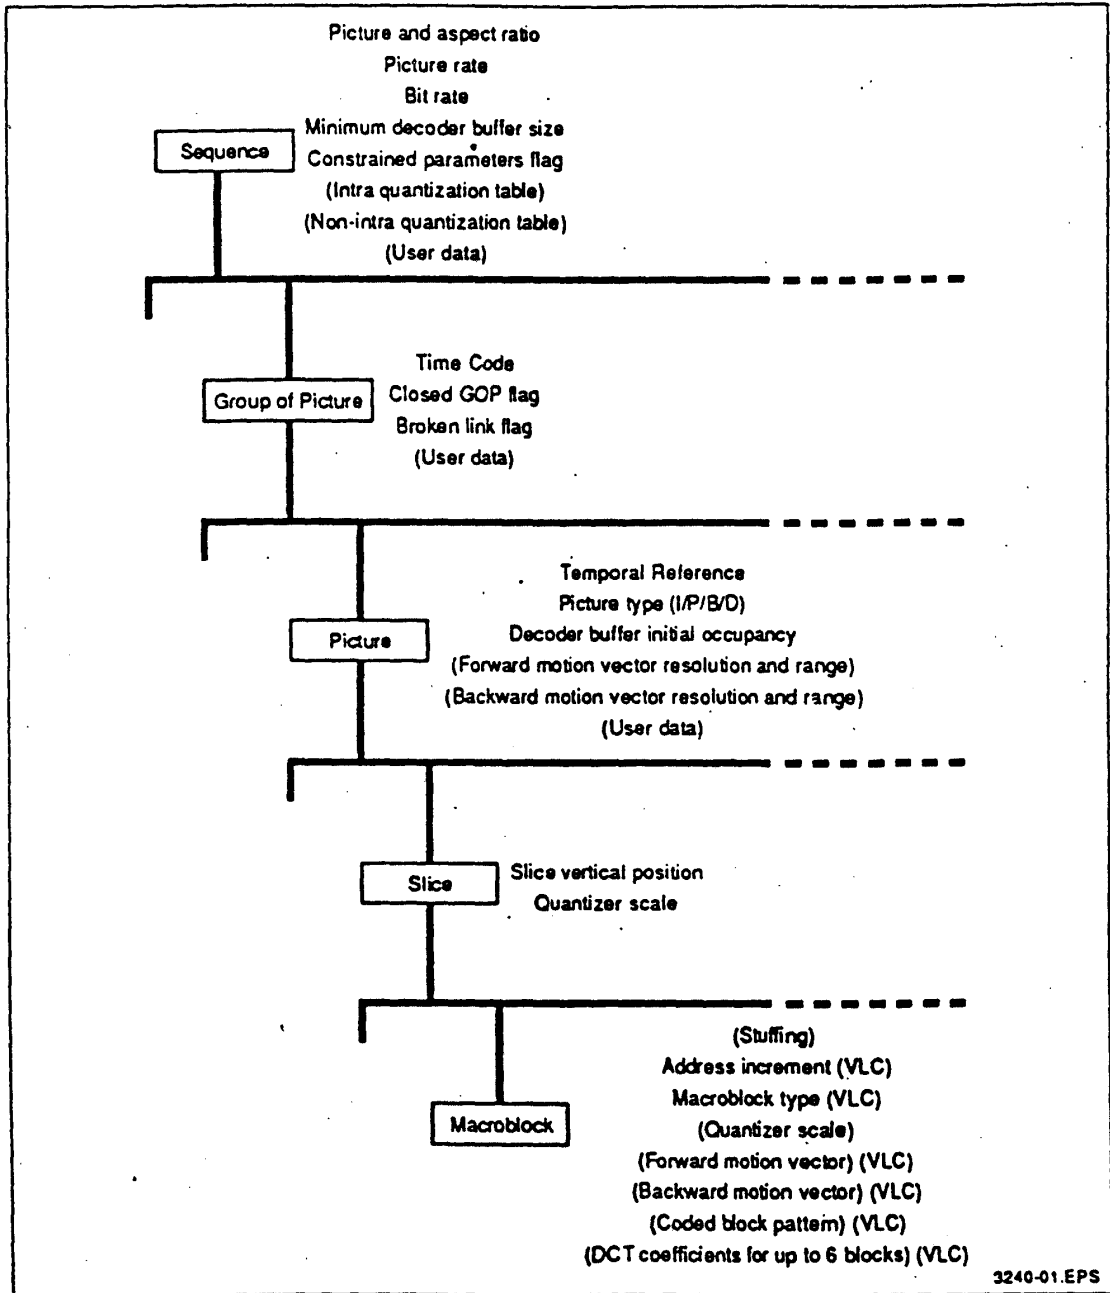 Picture and aspect ratio
Picture rate
Bit rate
Minimum decoder buffer size
Sequence
Constrained parameters flag
(Intra quantization table)
(Non-intra quantization table)
(User data)
Time Code
Group of Picture
Closed GOP flag
Broken link flag
(User data)
Temporal Reference
Picture type (I/P/B/D)
Picture
Decoder buffer initial occupancy
(Forward motion vector resolution and range)
(Backward motion vector resolution and range)
(User data)
Slice
Slice vertical position
Quantizer scale
(Stuffing)
Address increment (VLC)
Macroblock type (VLC)
Macroblock
(Quantizer scale)
(Forward motion vector) (VLC)
(Backward motion vector) (VLC)
(Coded block pattern) (VLC)
(DCT coefficients for up to 6 blocks) (VLC)
3240-01.EPS